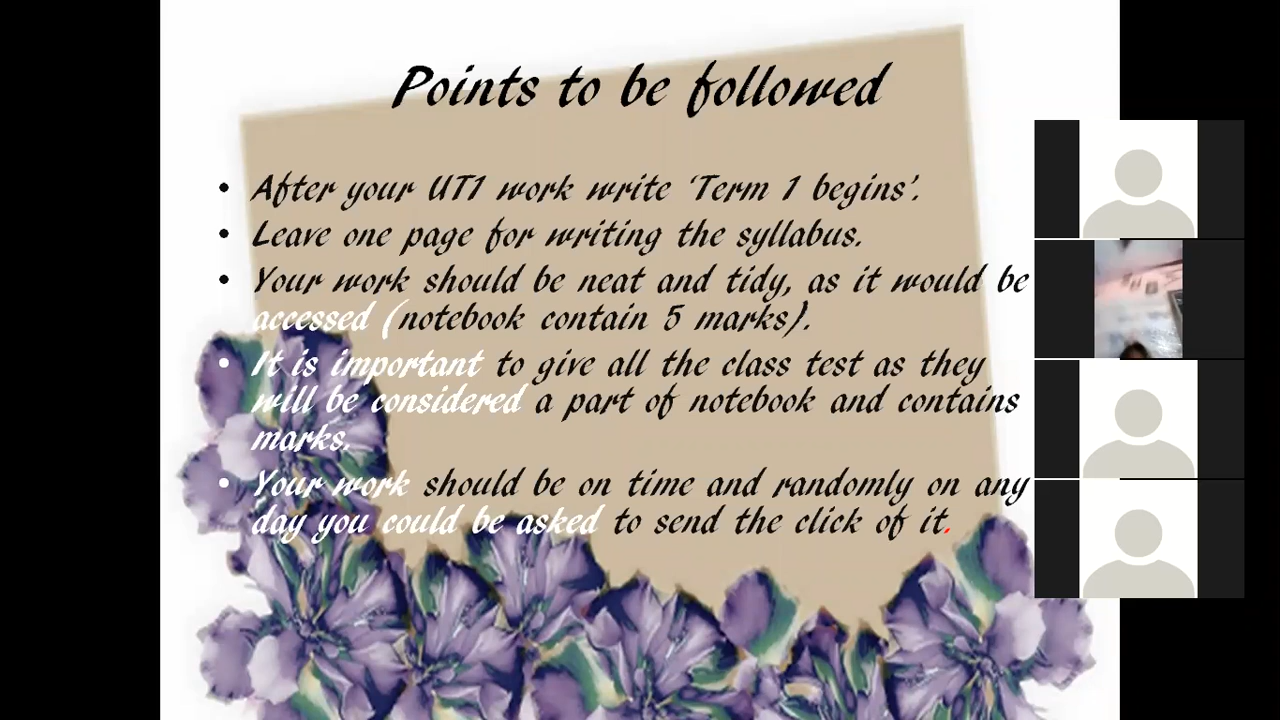 Points to be followed
• After your UT1 work write ‘Term 1 begins’.
• Leave one page for writing the syllabus.
• Your work should be neat and tidy, as it would be
accessed (notebook contain 5 marks).
• It is important to give all the class test as they
will be considered a part of notebook and contains
marks.
• Your work should be on time and randomly on any
day you could be asked to send the click of it.